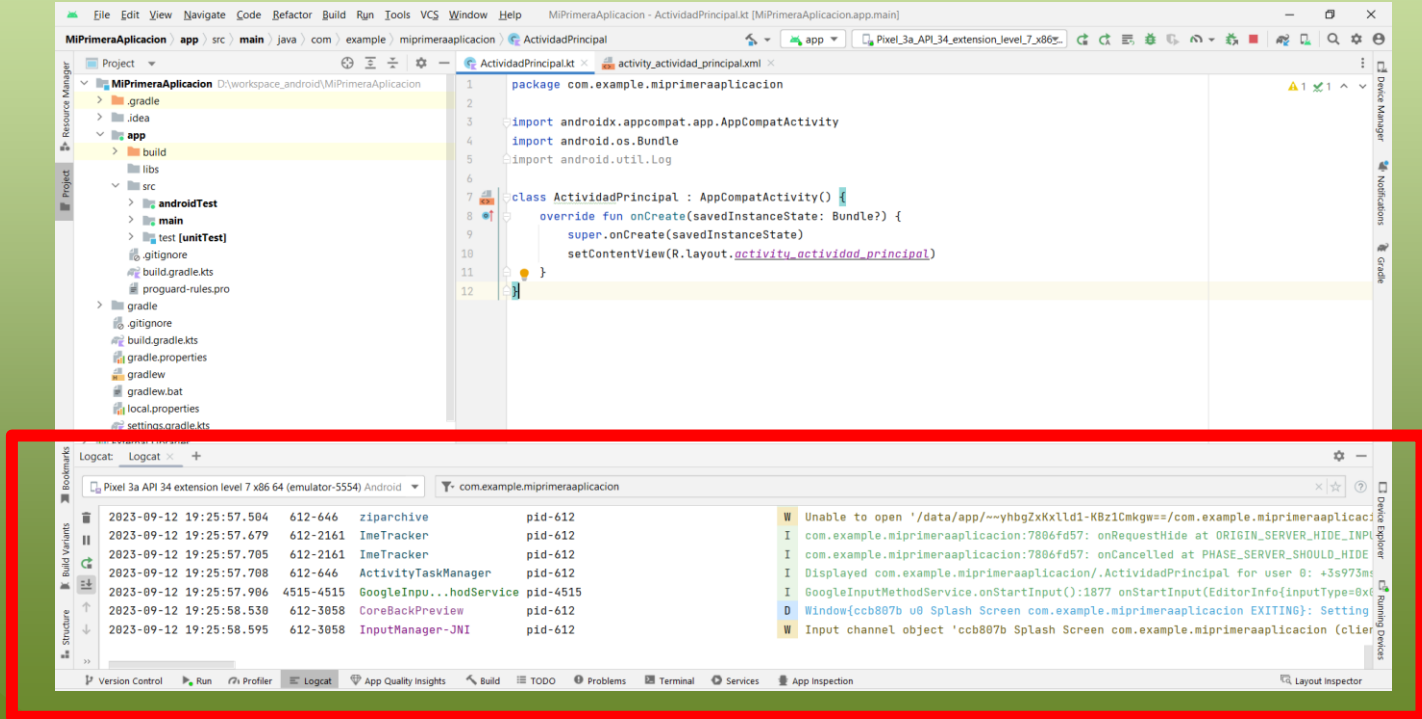 File Edit View Navigate Code Refactor Build Run Tools VCS Window Help MiPrimeraAplicacion - ActividadPrincipal.kt [MiPrimeraAplicacion.app.main]
MiPrimeraAplicacion app src main java com example miprimeraaplicacion ActividadPrincipal app Pixel_3a_API_34_extension_level_7_x86
Project
ActividadPrincipal.kt activity_actividad_principal.xml
MiPrimeraAplicacion D:\workspace_android\MiPrimeraAplicacion
.gradle
.idea
app
build
libs
src
androidTest
main
test [unitTest]
.gitignore
build.gradle.kts
proguard-rules.pro
gradle
.gitignore
build.gradle.kts
gradle.properties
gradlew
gradlew.bat
local.properties
settings.gradle.kts
1 package com.example.miprimeraaplicacion
2
3 import androidx.appcompat.app.AppCompatActivity
4 import android.os.Bundle
5 import android.util.Log
6
7 class ActividadPrincipal : AppCompatActivity() {
8 override fun onCreate(savedInstanceState: Bundle?) {
9 super.onCreate(savedInstanceState)
10 setContentView(R.layout.activity_actividad_principal)
11 }
12 }
1 1
Resource Manager
Project
Bookmarks
Build Variants
Structure
Device Manager
Notifications
Gradle
Device Explorer
Running Devices
Logcat: Logcat
Pixel 3a API 34 extension level 7 x86 64 (emulator-5554) Android com.example.miprimeraaplicacion
2023-09-12 19:25:57.504 612-646 ziparchive pid-612 W Unable to open '/data/app/~~yhbgZxKxlld1-KBz1Cmkgw==/com.example.miprimeraaplicaci
2023-09-12 19:25:57.679 612-2161 ImeTracker pid-612 I com.example.miprimeraaplicacion:7806fd57: onRequestHide at ORIGIN_SERVER_HIDE_INPU
2023-09-12 19:25:57.705 612-2161 ImeTracker pid-612 I com.example.miprimeraaplicacion:7806fd57: onCancelled at PHASE_SERVER_SHOULD_HIDE
2023-09-12 19:25:57.708 612-646 ActivityTaskManager pid-612 I Displayed com.example.miprimeraaplicacion/.ActividadPrincipal for user 0: +3s973ms
2023-09-12 19:25:57.906 4515-4515 GoogleInpu...hodService pid-4515 I GoogleInputMethodService.onStartInput():1877 onStartInput(EditorInfo{inputType=0x0
2023-09-12 19:25:58.530 612-3058 CoreBackPreview pid-612 D Window{ccb807b u0 Splash Screen com.example.miprimeraaplicacion EXITING}: Setting
2023-09-12 19:25:58.595 612-3058 InputManager-JNI pid-612 W Input channel object 'ccb807b Splash Screen com.example.miprimeraaplicacion (clien
Version Control Run Profiler Logcat App Quality Insights Build TODO Problems Terminal Services App Inspection Layout Inspector